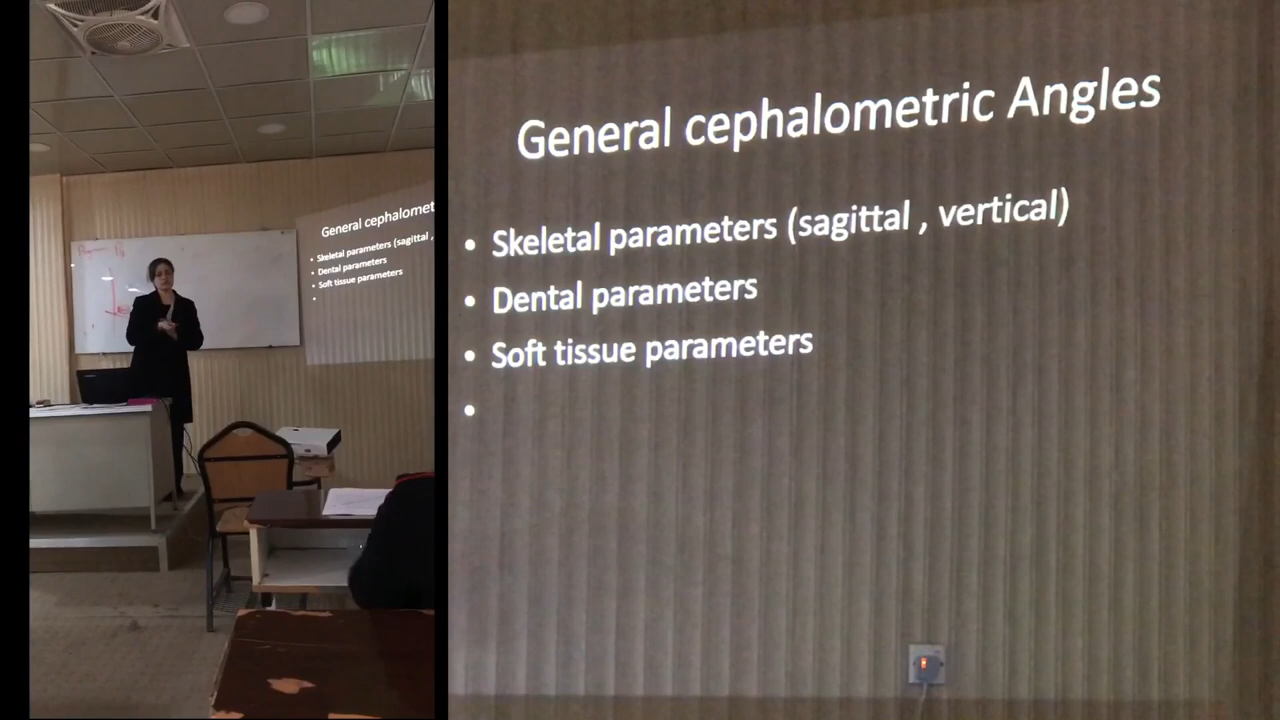 General cephalomet
• Skeletal parameters (sagittal ,
• Dental parameters
• Soft tissue parameters
•
General cephalometric Angles
• Skeletal parameters (sagittal , vertical)
• Dental parameters
• Soft tissue parameters
•